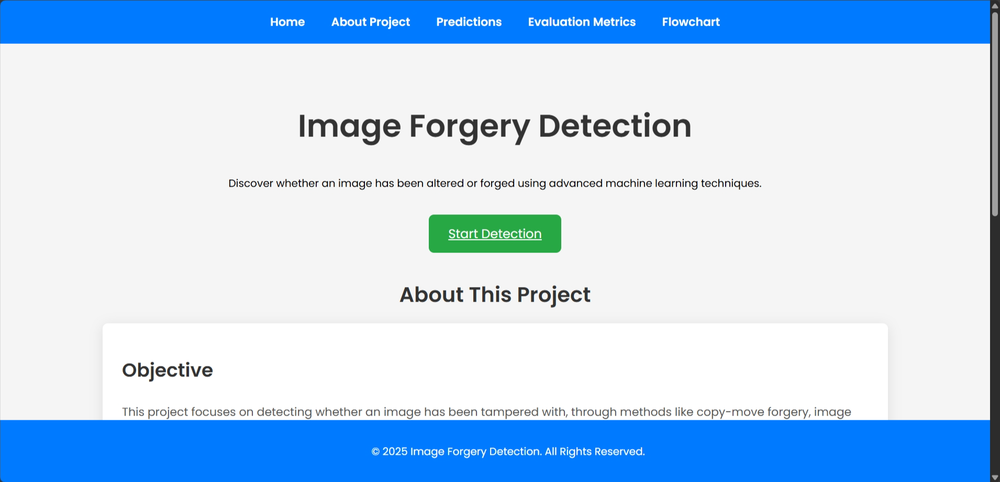 Home About Project Predictions Evaluation Metrics Flowchart
Image Forgery Detection
Discover whether an image has been altered or forged using advanced machine learning techniques.
Start Detection
About This Project
Objective
This project focuses on detecting whether an image has been tampered with, through methods like copy-move forgery, image
© 2025 Image Forgery Detection. All Rights Reserved.